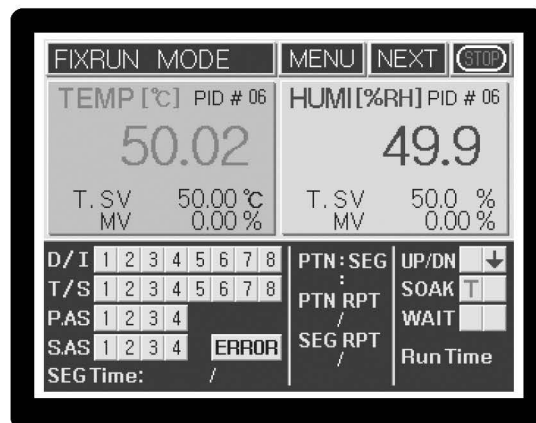 FIXRUN MODE MENU NEXT STOP
TEMP [℃] PID # 06
50.02
T. SV 50.00 ℃
MV 0.00 %
HUMI [%RH] PID # 06
49.9
T. SV 50.0 %
MV 0.00 %
D/I 1 2 3 4 5 6 7 8
T/S 1 2 3 4 5 6 7 8
P.AS 1 2 3 4
S.AS 1 2 3 4 ERROR
SEG Time: /
PTN : SEG
:
PTN RPT
/
SEG RPT
/
UP/DN ↓
SOAK T
WAIT
Run Time